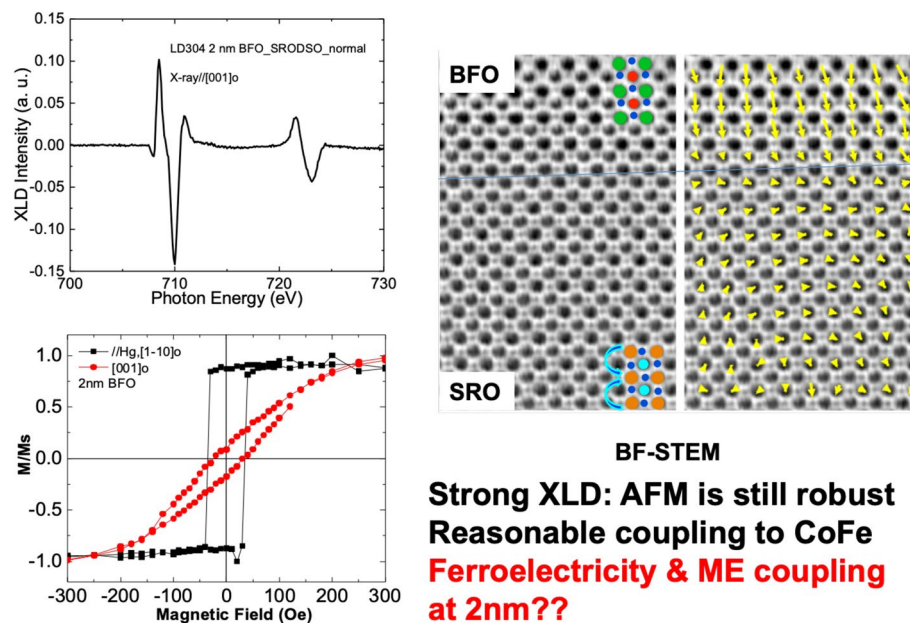 LD304 2 nm BFO_SRODSO_normal
X-ray//[001]o
XLD Intensity (a. u.)
0.15
0.10
0.05
0.00
-0.05
-0.10
-0.15
700
710
720
730
Photon Energy (eV)
//Hg,[1-10]o
[001]o
2nm BFO
M/Ms
1.0
0.5
0.0
-0.5
-1.0
-300
-200
-100
0
100
200
300
Magnetic Field (Oe)
BFO
SRO
BF-STEM
Strong XLD: AFM is still robust
Reasonable coupling to CoFe
Ferroelectricity & ME coupling
at 2nm??